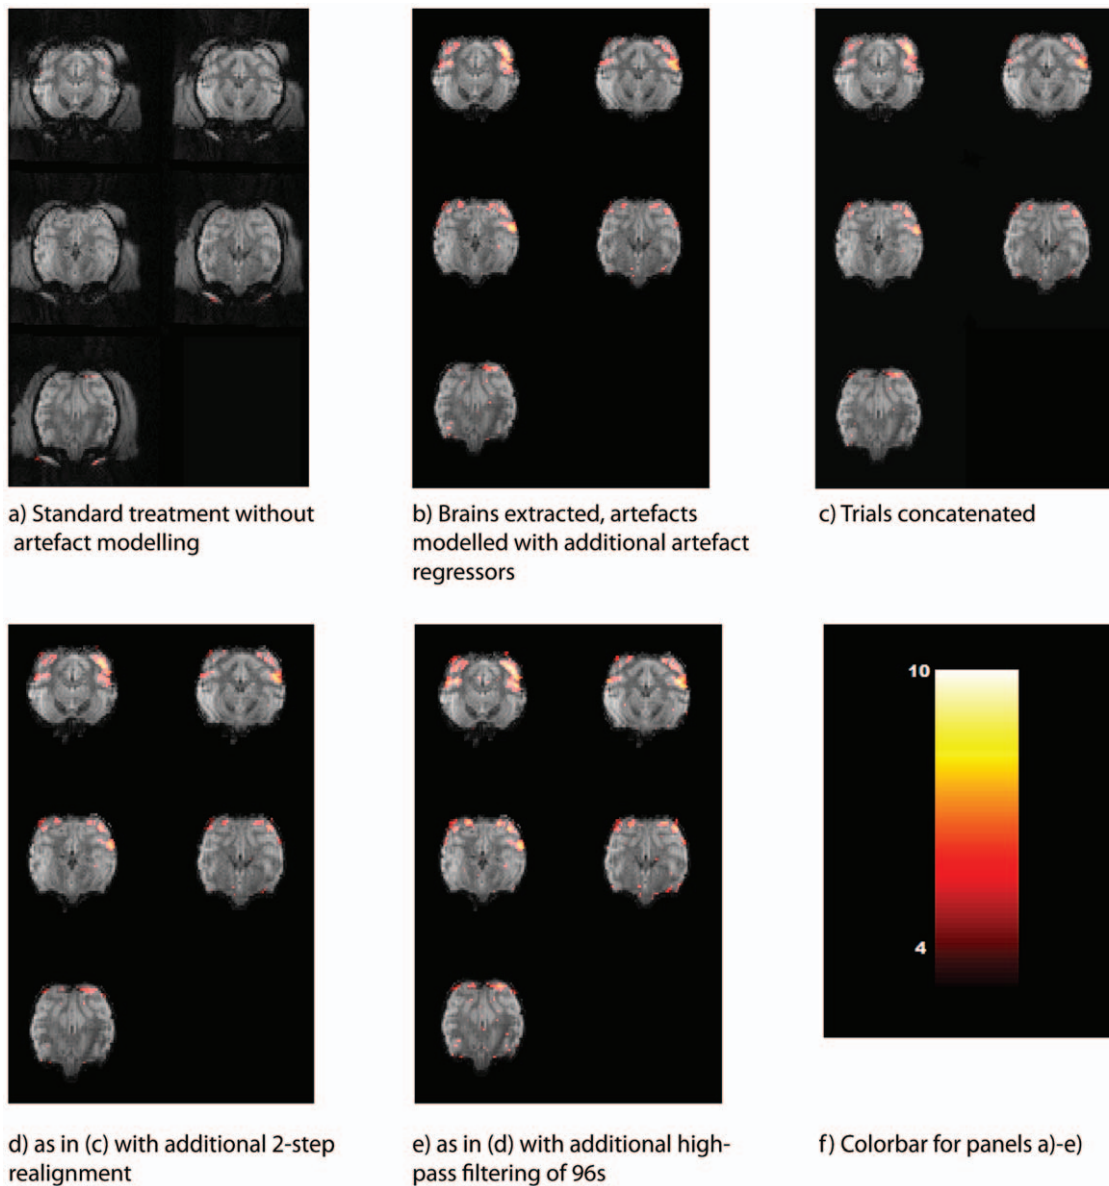 a) Standard treatment without
artefact modelling
b) Brains extracted, artefacts
modelled with additional artefact
regressors
c) Trials concatenated
d) as in (c) with additional 2-step
realignment
e) as in (d) with additional high-
pass filtering of 96s
10
4
f) Colorbar for panels a)-e)